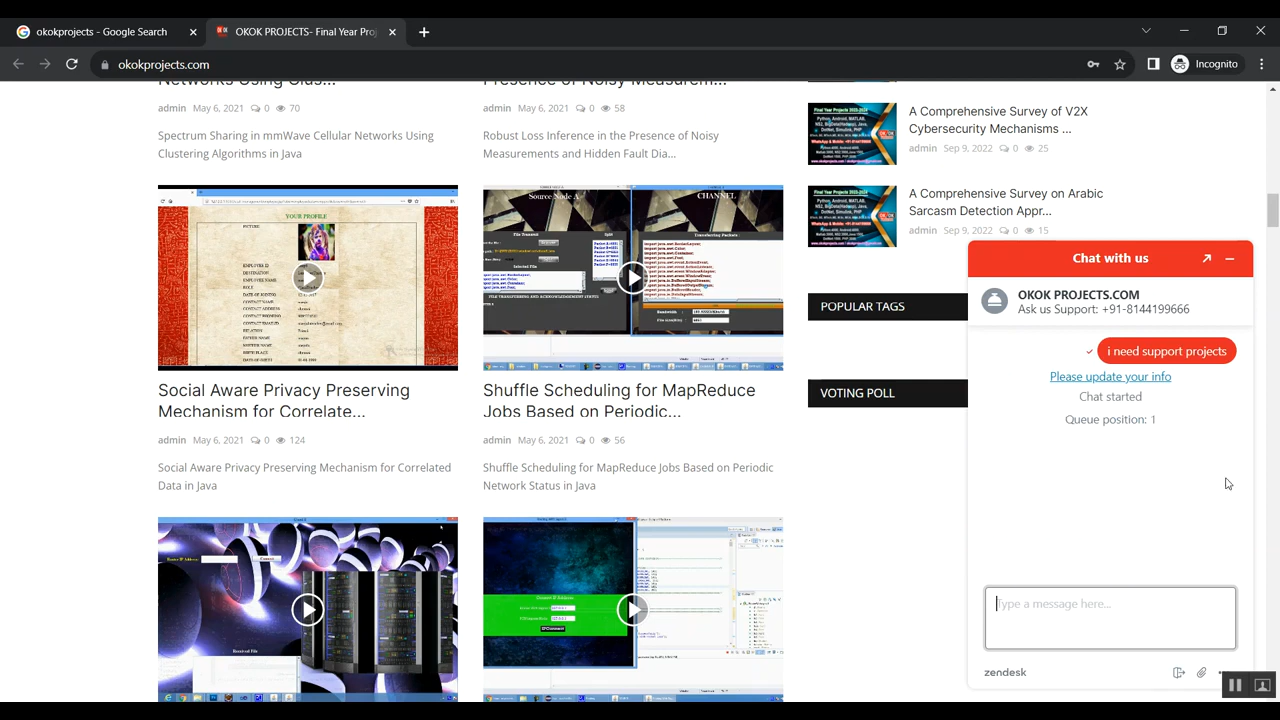 okokprojects - Google Search
OKOK PROJECTS- Final Year Pro
okokprojects.com
Incognito
Networks Using Glas...
admin May 6, 2021 0 70
Spectrum Sharing in mmWave Cellular Networks Using
Clustering Algorithms in Java
Presence of Noisy Measurem...
admin May 6, 2021 0 58
Robust Loss Inference in the Presence of Noisy
Measurements and Hidden Fault Dia...
YOUR PROFILE
Source Node A
CHANNEL
Social Aware Privacy Preserving
Mechanism for Correlate...
admin May 6, 2021 0 124
Social Aware Privacy Preserving Mechanism for Correlated
Data in Java
Shuffle Scheduling for MapReduce
Jobs Based on Periodic...
admin May 6, 2021 0 56
Shuffle Scheduling for MapReduce Jobs Based on Periodic
Network Status in Java
A Comprehensive Survey of V2X
Cybersecurity Mechanisms ...
admin Sep 9, 2022 0 25
A Comprehensive Survey on Arabic
Sarcasm Detection Appr...
admin Sep 9, 2022 0 15
POPULAR TAGS
VOTING POLL
Chat with us
OKOK PROJECTS.COM
Ask us Support +91 8144199666
i need support projects
Please update your info
Chat started
Queue position: 1
Type a message here...
zendesk